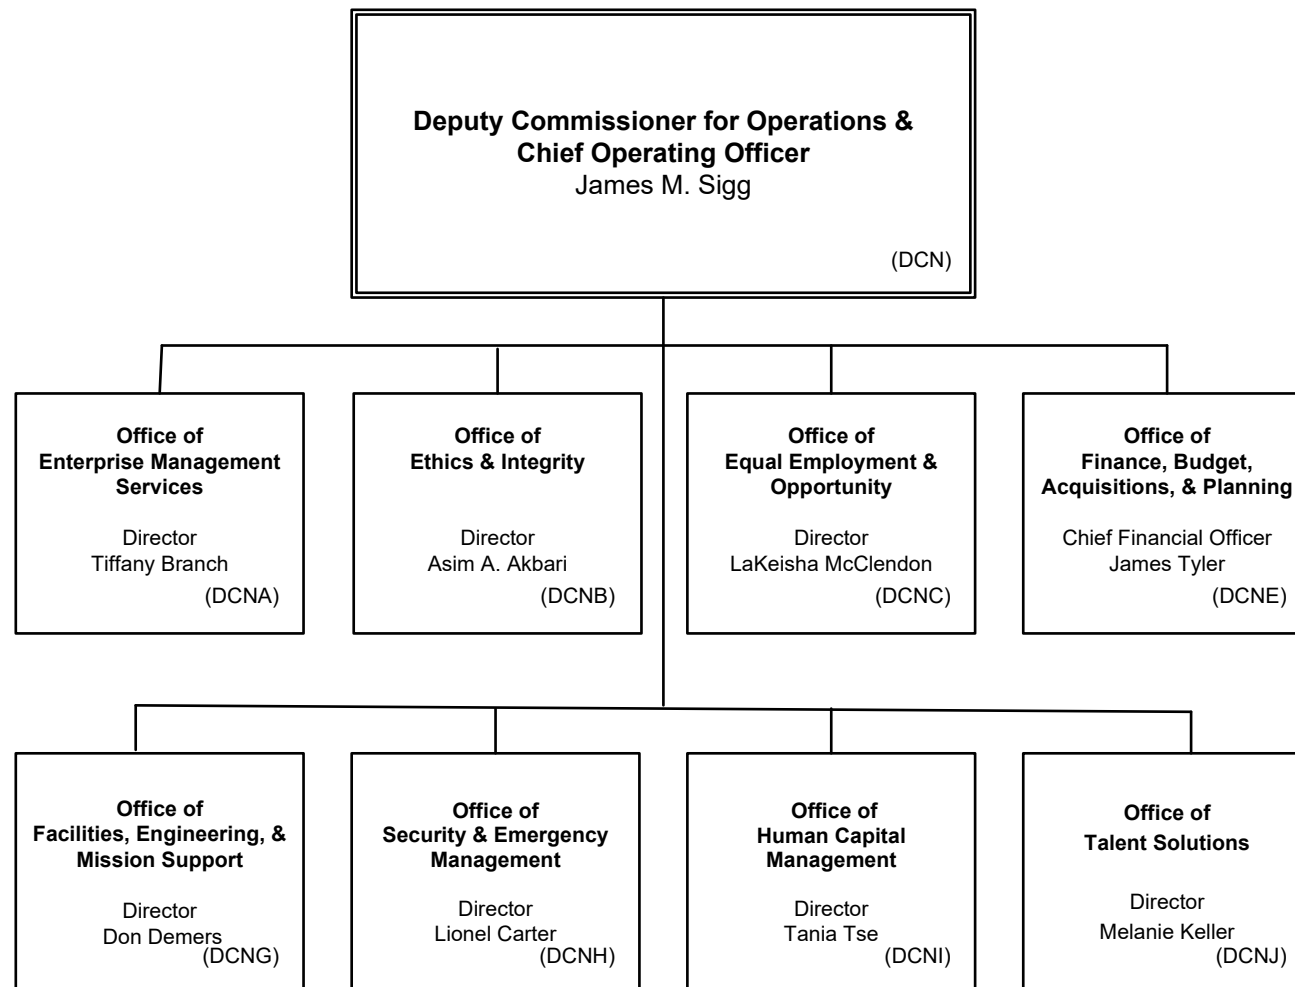 Deputy Commissioner for Operations &
Chief Operating Officer
James M. Sigg
(DCN)
Office of
Enterprise Management
Services
Director
Tiffany Branch
(DCNA)
Office of
Ethics & Integrity
Director
Asim A. Akbari
(DCNB)
Office of
Equal Employment &
Opportunity
Director
LaKeisha McClendon
(DCNC)
Office of
Finance, Budget,
Acquisitions, & Planning
Chief Financial Officer
James Tyler
(DCNE)
Office of
Facilities, Engineering, &
Mission Support
Director
Don Demers
(DCNG)
Office of
Security & Emergency
Management
Director
Lionel Carter
(DCNH)
Office of
Human Capital
Management
Director
Tania Tse
(DCNI)
Office of
Talent Solutions
Director
Melanie Keller
(DCNJ)